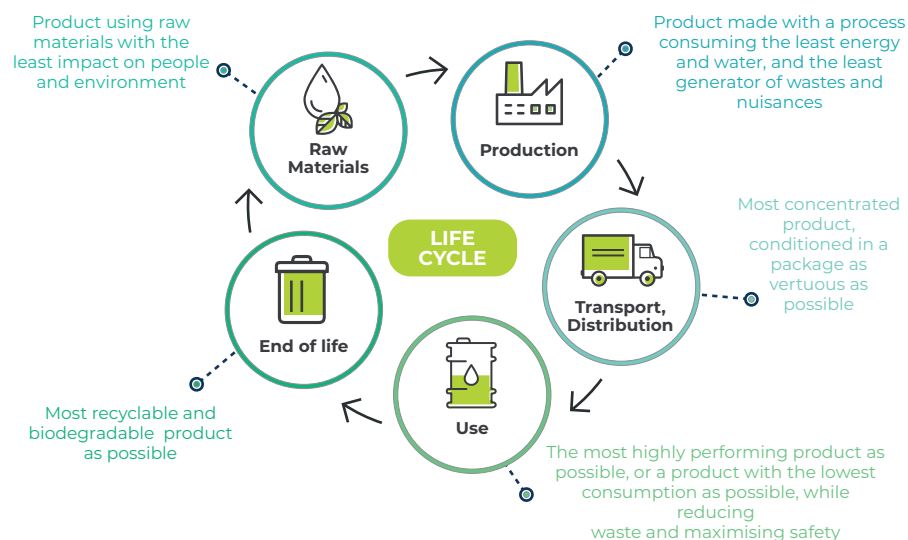 Product using raw
materials with the
least impact on people
and environment
Product made with a process
consuming the least energy
and water, and the least
generator of wastes and
nuisances
Raw
Materials
Production
Most concentrated
product,
conditioned in a
package as
vertuous as
possible
LIFE
CYCLE
Transport,
Distribution
End of life
Use
Most recyclable and
biodegradable product
as possible
The most highly performing product as
possible, or a product with the lowest
consumption as possible, while
reducing
waste and maximising safety